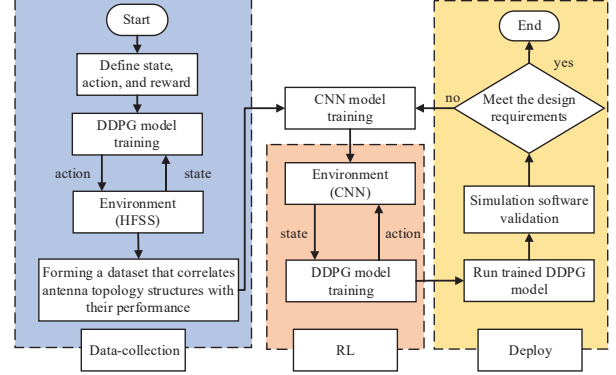 Start
Define state,
action, and reward
DDPG model
training
action
state
Environment
(HFSS)
Forming a dataset that correlates
antenna topology structures with
their performance
Data-collection
CNN model
training
Environment
(CNN)
state
action
DDPG model
training
RL
End
yes
no
Meet the design
requirements
Simulation software
validation
Run trained DDPG
model
Deploy